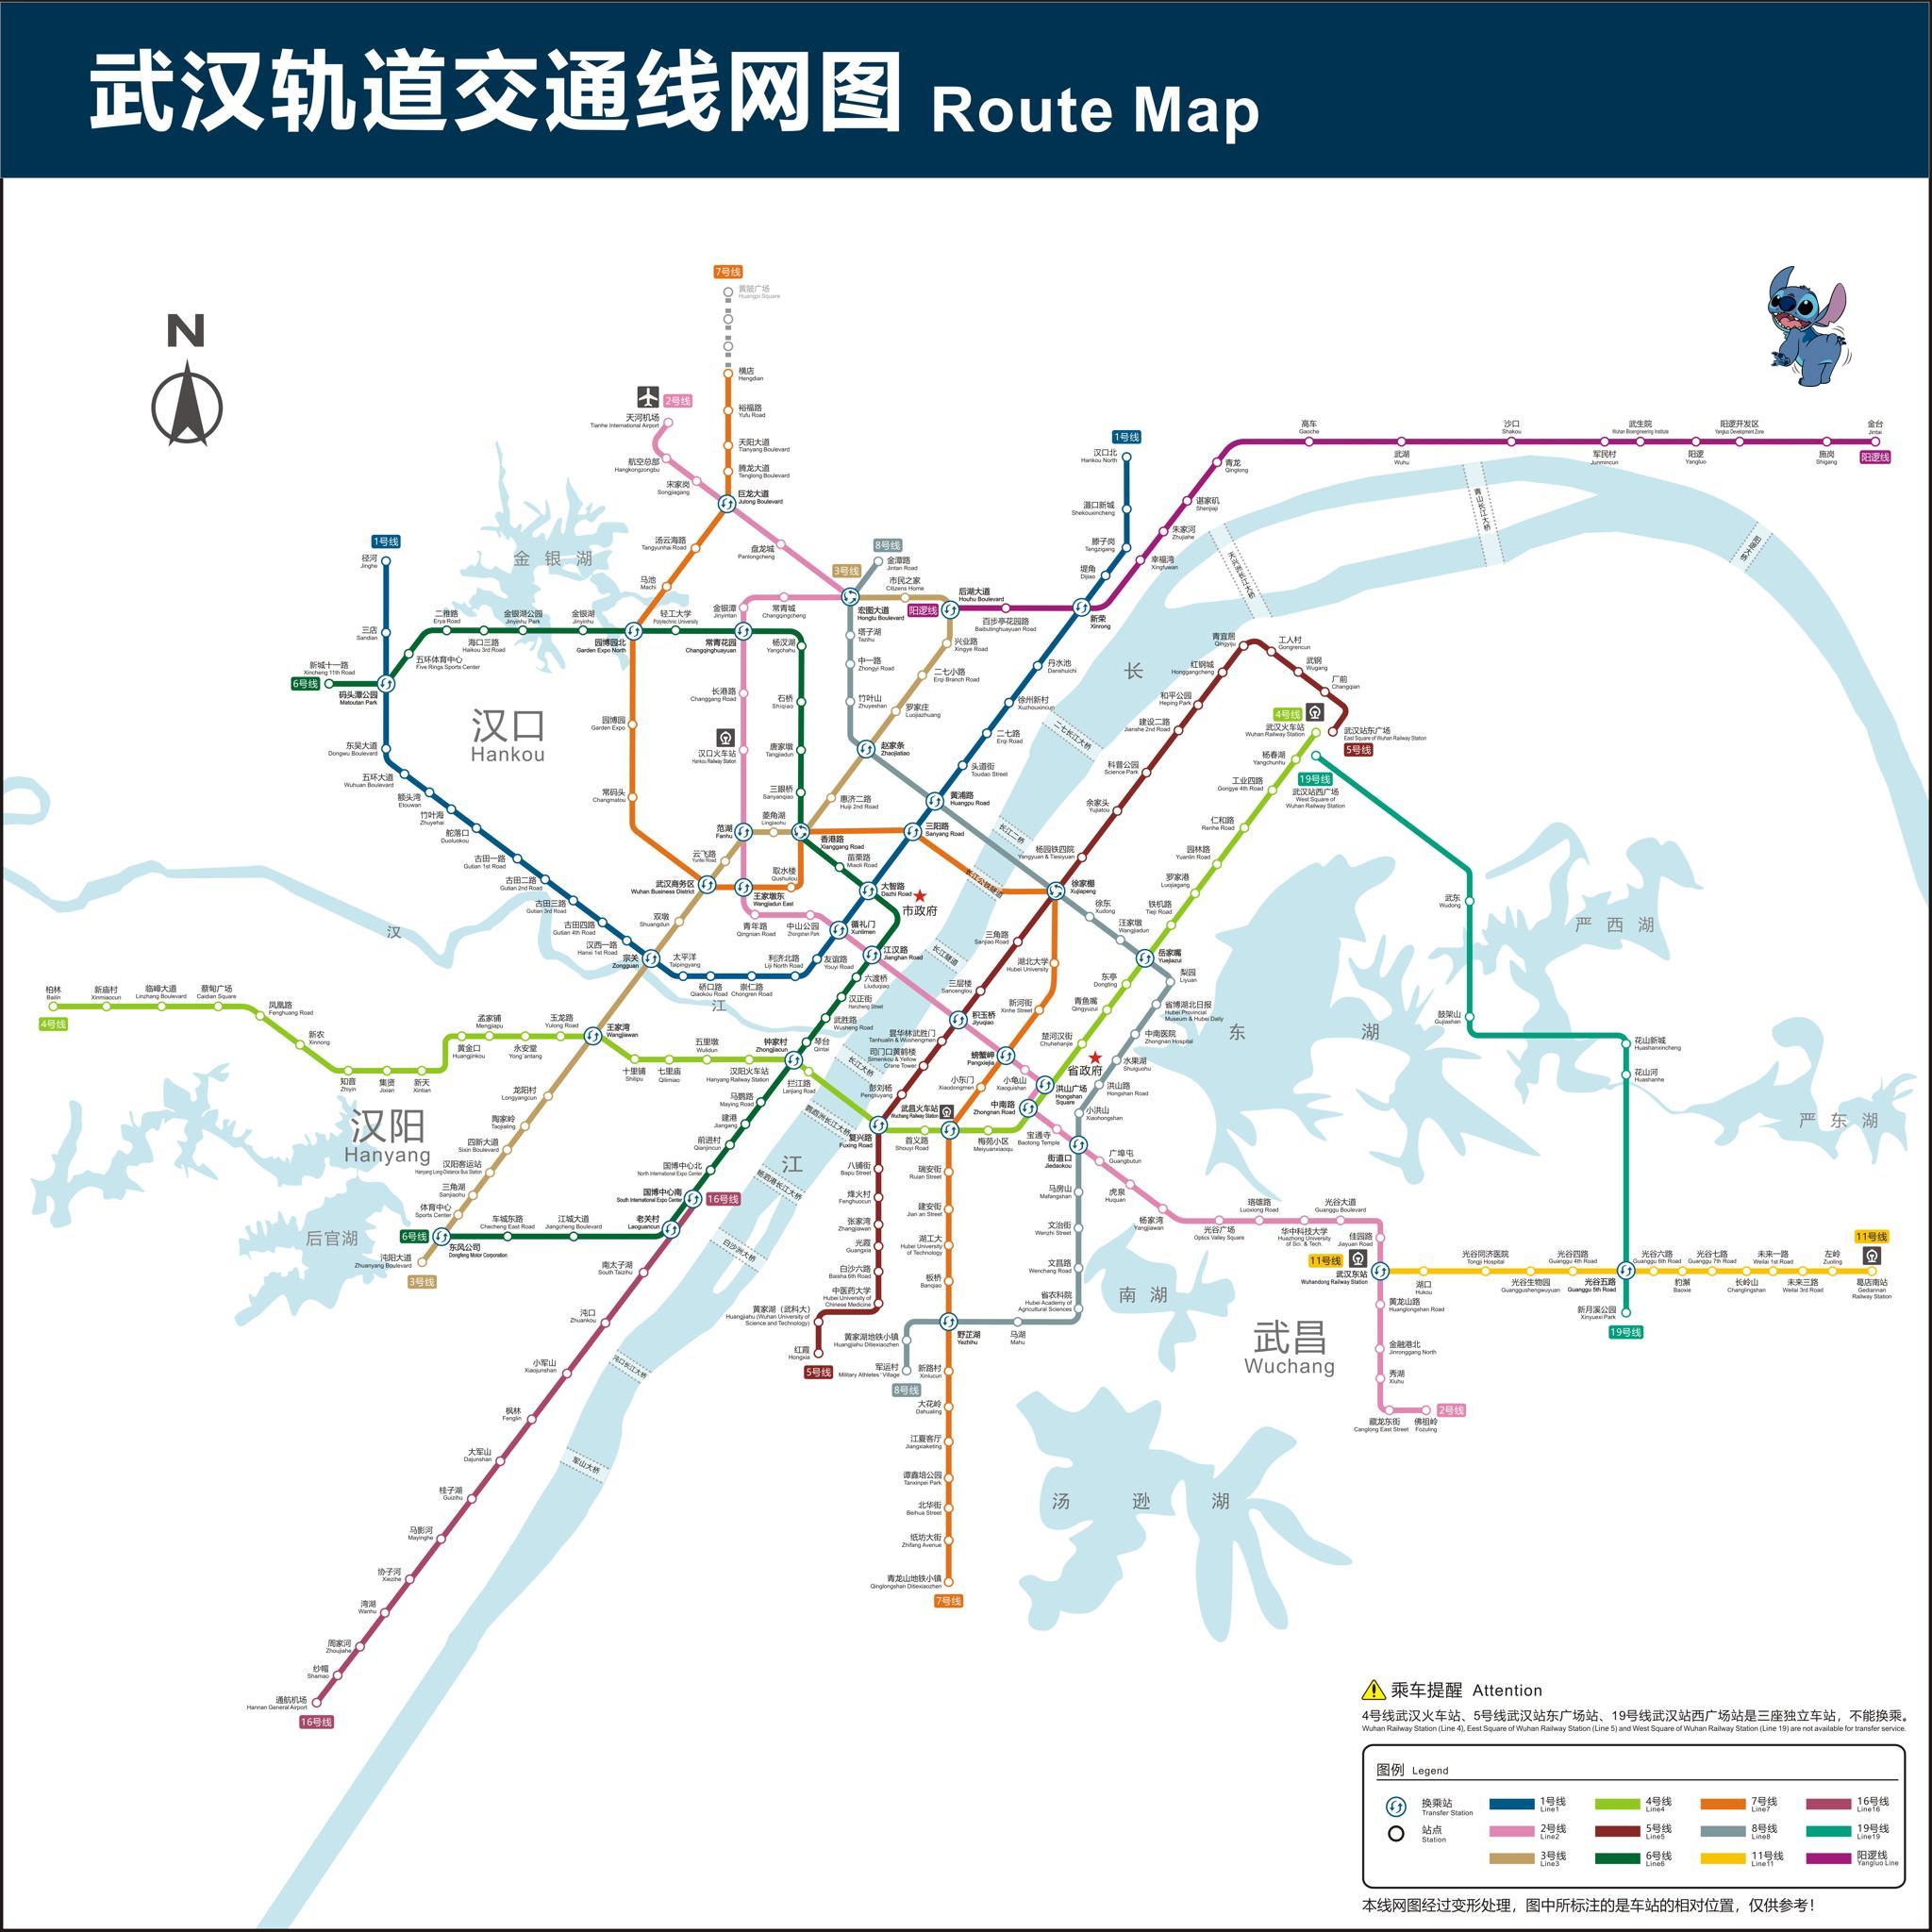 武汉轨道交通线网图 Route Map
N
7号线
黄陂广场
Huangpi Square
横店
Hengdian
裕福路
Yufu Road
天阳大道
Tianyang Boulevard
腾龙大道
Tenglong Boulevard
巨龙大道
Julong Boulevard
2号线
天河机场
Tianhe International Airport
航空总部
Hangkongzongbu
宋家岗
Songjiagang
盘龙城
Panlongcheng
汤云海路
Tangyunhai Road
马池
Machi
1号线
汉口北
Hankou North
滠口新城
Shekouxincheng
滕子岗
Tengzigang
堤角
Dijiao
新荣
Xinrong
高车
Gaoche
武湖
Wuhu
沙口
Shakou
军民村
Junmincun
武生院
Wuhan Bioengineering Institute
阳逻
Yangluo
阳逻开发区
Yangluo Development Zone
施岗
Shigang
金台
Jintai
阳逻线
青龙
Qinglong
谌家矶
Shenjiaji
朱家河
Zhujiahe
幸福湾
Xingfuwan
青山长江大桥
天兴洲长江大桥
阳逻大桥
1号线
径河
Jinghe
三店
Sandian
金银湖
二雅路
Erya Road
海口三路
Haikou 3rd Road
金银湖公园
Jinyinhu Park
金银湖
Jinyinhu
园博园北
Garden Expo North
轻工大学
Polytechnic University
常青花园
Changqinghuayuan
杨汊湖
Yangchahu
金银潭
Jinyintan
常青城
Changqingcheng
8号线
金潭路
Jintan Road
3号线
市民之家
Citizens Home
宏图大道
Hongtu Boulevard
阳逻线
后湖大道
Houhu Boulevard
百步亭花园路
Baibutinghuayuan Road
五环体育中心
Five Rings Sports Center
新城十一路
Xincheng 11th Road
6号线
码头潭公园
Matoutan Park
塔子湖
Tazihu
中一路
Zhongyi Road
竹叶山
Zhuyeshan
兴业路
Xingye Road
二七小路
Erqi Branch Road
罗家庄
Luojiazhuang
赵家条
Zhaojiatiao
丹水池
Danshuichi
徐州新村
Xuzhouxincun
二七路
Erqi Road
头道街
Toudao Street
黄浦路
Huangpu Road
三阳路
Sanyang Road
长
二七长江大桥
长江二桥
长江公铁隧道
长江隧道
青宜居
Qingyiju
工人村
Gongrencun
武钢
Wugang
厂前
Changqian
红钢城
Honggangcheng
和平公园
Heping Park
建设二路
Jianshe 2nd Road
科普公园
Science Park
余家头
Yujiatou
杨园铁四院
Yangyuan & Tiesiyuan
徐家棚
Xujiapeng
4号线
武汉火车站
Wuhan Railway Station
武汉站东广场
East Square of Wuhan Railway Station
5号线
19号线
武汉站西广场
West Square of
Wuhan Railway Station
杨春湖
Yangchunhu
工业四路
Gongye 4th Road
仁和路
Renhe Road
园林路
Yuanlin Road
罗家港
Luojiagang
铁机路
Tieji Road
岳家嘴
Yuejiazui
汪家墩
Wangjiadun
徐东
Xudong
汉口
Hankou
长港路
Changgang Road
汉口火车站
Hankou Railway Station
石桥
Shiqiao
唐家墩
Tangjiadun
三眼桥
Sanyanqiao
惠济二路
Huiji 2nd Road
园博园
Garden Expo
常码头
Changmatou
范湖
Fanhu
菱角湖
Lingjiaohu
香港路
Xianggang Road
云飞路
Yunfei Road
武汉商务区
Wuhan Business District
王家墩东
Wangjiadun East
取水楼
Qushuilou
苗栗路
Miaoli Road
大智路
Dazhi Road
市政府
青年路
Qingnian Road
中山公园
Zhongshan Park
循礼门
Xunlimen
江汉路
Jianghan Road
双墩
Shuangdun
东吴大道
Dongwu Boulevard
五环大道
Wuhuan Boulevard
额头湾
Etouwan
竹叶海
Zhuyehai
舵落口
Duoluokou
古田一路
Gutian 1st Road
古田二路
Gutian 2nd Road
古田三路
Gutian 3rd Road
古田四路
Gutian 4th Road
汉西一路
Hanxi 1st Road
宗关
Zongguan
太平洋
Taipingyang
硚口路
Qiaokou Road
崇仁路
Chongren Road
利济北路
Liji North Road
友谊路
Youyi Road
汉
江
六渡桥
Liuduqiao
汉正街
Hanzheng Street
武胜路
Wusheng Road
琴台
Qintai
钟家村
Zhongjiacun
柏林
Bailin
4号线
新庙村
Xinmiaocun
临嶂大道
Linzhang Boulevard
蔡甸广场
Caidian Square
凤凰路
Fenghuang Road
新农
Xinnong
知音
Zhiyin
集贤
Jixian
新天
Xintian
黄金口
Huangjinkou
孟家铺
Mengjiapu
永安堂
Yong'antang
玉龙路
Yulong Road
王家湾
Wangjiawan
十里铺
Shilipu
七里庙
Qilimiao
五里墩
Wulidun
汉阳火车站
Hanyang Railway Station
拦江路
Lanjiang Road
复兴路
Fuxing Road
首义路
Shouyi Road
武昌火车站
Wuchang Railway Station
梅苑小区
Meiyuanxiaoqu
中南路
Zhongnan Road
洪山广场
Hongshan
Square
三角路
Sanjiao Road
三层楼
Sancenglou
积玉桥
Jiyuqiao
昙华林武胜门
Tanhualin & Wushengmen
司门口黄鹤楼
Simenkou & Yellow
Crane Tower
彭刘杨
Pengliuyang
湖北大学
Hubei University
新河街
Xinhe Street
螃蟹岬
Pangxiejia
小东门
Xiaodongmen
小龟山
Xiaoguishan
东亭
Dongting
青鱼嘴
Qingyuzui
楚河汉街
Chuhehanjie
省政府
梨园
Liyuan
省博湖北日报
Hubei Provincial
Museum & Hubei Daily
中南医院
Zhongnan Hospital
水果湖
Shuiguohu
洪山路
Hongshan Road
小洪山
Xiaohongshan
街道口
Jiedaokou
宝通寺
Baotong Temple
广埠屯
Guangbutun
虎泉
Huquan
杨家湾
Yangjiawan
光谷广场
Optics Valley Square
珞雄路
Luoxiong Road
华中科技大学
Huazhong University
of Sci. & Tech.
光谷大道
Guanggu Boulevard
佳园路
Jiayuan Road
东湖
严西湖
严东湖
武东
Wudong
鼓架山
Gujiashan
花山新城
Huashanxincheng
花山河
Huashanhe
长江大桥
鹦鹉洲长江大桥
杨泗港长江大桥
白沙洲大桥
沌口长江大桥
军山大桥
江
汉阳
Hanyang
后官湖
龙阳村
Longyangcun
陶家岭
Taojialing
四新大道
Sixin Boulevard
汉阳客运站
Hanyang Long-Distance Bus Station
三角湖
Sanjiaohu
体育中心
Sports Center
6号线
东风公司
Dongfeng Motor Corporation
沌阳大道
Zhuanyang Boulevard
3号线
车城东路
Checheng East Road
江城大道
Jiangcheng Boulevard
老关村
Laoguancun
国博中心南
South International Expo Center
16号线
国博中心北
North International Expo Center
前进村
Qianjincun
建港
Jiangang
马鹦路
Maying Road
南太子湖
South Taizihu
沌口
Zhuankou
小军山
Xiaojunshan
枫林
Fenglin
大军山
Dajunshan
桂子湖
Guizihu
马影河
Mayinghe
协子河
Xiezihe
湾湖
Wanhu
周家河
Zhoujiahe
纱帽
Shamao
通航机场
Hannan General Airport
16号线
八铺街
Bapu Street
烽火村
Fenghuocun
张家湾
Zhangjiawan
光霞
Guangxia
白沙六路
Baisha 6th Road
中医药大学
Hubei University of
Chinese Medicine
黄家湖（武科大）
Huangjiahu (Wuhan University of
Science and Technology)
红霞
Hongxia
5号线
瑞安街
Ruian Street
建安街
Jian an Street
湖工大
Hubei University
of Technology
板桥
Banqiao
野芷湖
Yezhihu
新路村
Xinlucun
大花岭
Dahualing
江夏客厅
Jiangxiaketing
谭鑫培公园
Tanxinpei Park
北华街
Beihua Street
纸坊大街
Zhifang Avenue
青龙山地铁小镇
Qinglongshan Ditiexiaozhen
7号线
马房山
Mafangshan
文治街
Wenzhi Street
文昌路
Wenchang Road
省农科院
Hubei Academy of
Agricultural Sciences
马湖
Mahu
黄家湖地铁小镇
Huangjiahu Ditiexiaozhen
军运村
Military Athletes' Village
8号线
南湖
汤逊湖
武昌
Wuchang
11号线
武汉东站
Wuhandong Railway Station
湖口
Hukou
光谷同济医院
Tongji Hospital
光谷生物园
Guanggushengwuyuan
光谷四路
Guanggu 4th Road
光谷五路
Guanggu 5th Road
光谷六路
Guanggu 6th Road
豹澥
Baoxie
光谷七路
Guanggu 7th Road
长岭山
Changlingshan
未来一路
Weilai 1st Road
未来三路
Weilai 3rd Road
左岭
Zuoling
11号线
葛店南站
Gediannan
Railway Station
新月溪公园
Xinyuexi Park
19号线
黄龙山路
Huanglongshan Road
金融港北
Jinronggang North
秀湖
Xiuhu
藏龙东街
Canglong East Street
佛祖岭
Fozuling
2号线
乘车提醒 Attention
4号线武汉火车站、5号线武汉站东广场站、19号线武汉站西广场站是三座独立车站，不能换乘。
Wuhan Railway Station (Line 4), East Square of Wuhan Railway Station (Line 5) and West Square of Wuhan Railway Station (Line 19) are not available for transfer service.
图例 Legend
换乘站
Transfer Station
站点
Station
1号线
Line1
2号线
Line2
3号线
Line3
4号线
Line4
5号线
Line5
6号线
Line6
7号线
Line7
8号线
Line8
11号线
Line11
16号线
Line16
19号线
Line19
阳逻线
Yangluo Line
本线网图经过变形处理，图中所标注的是车站的相对位置，仅供参考！